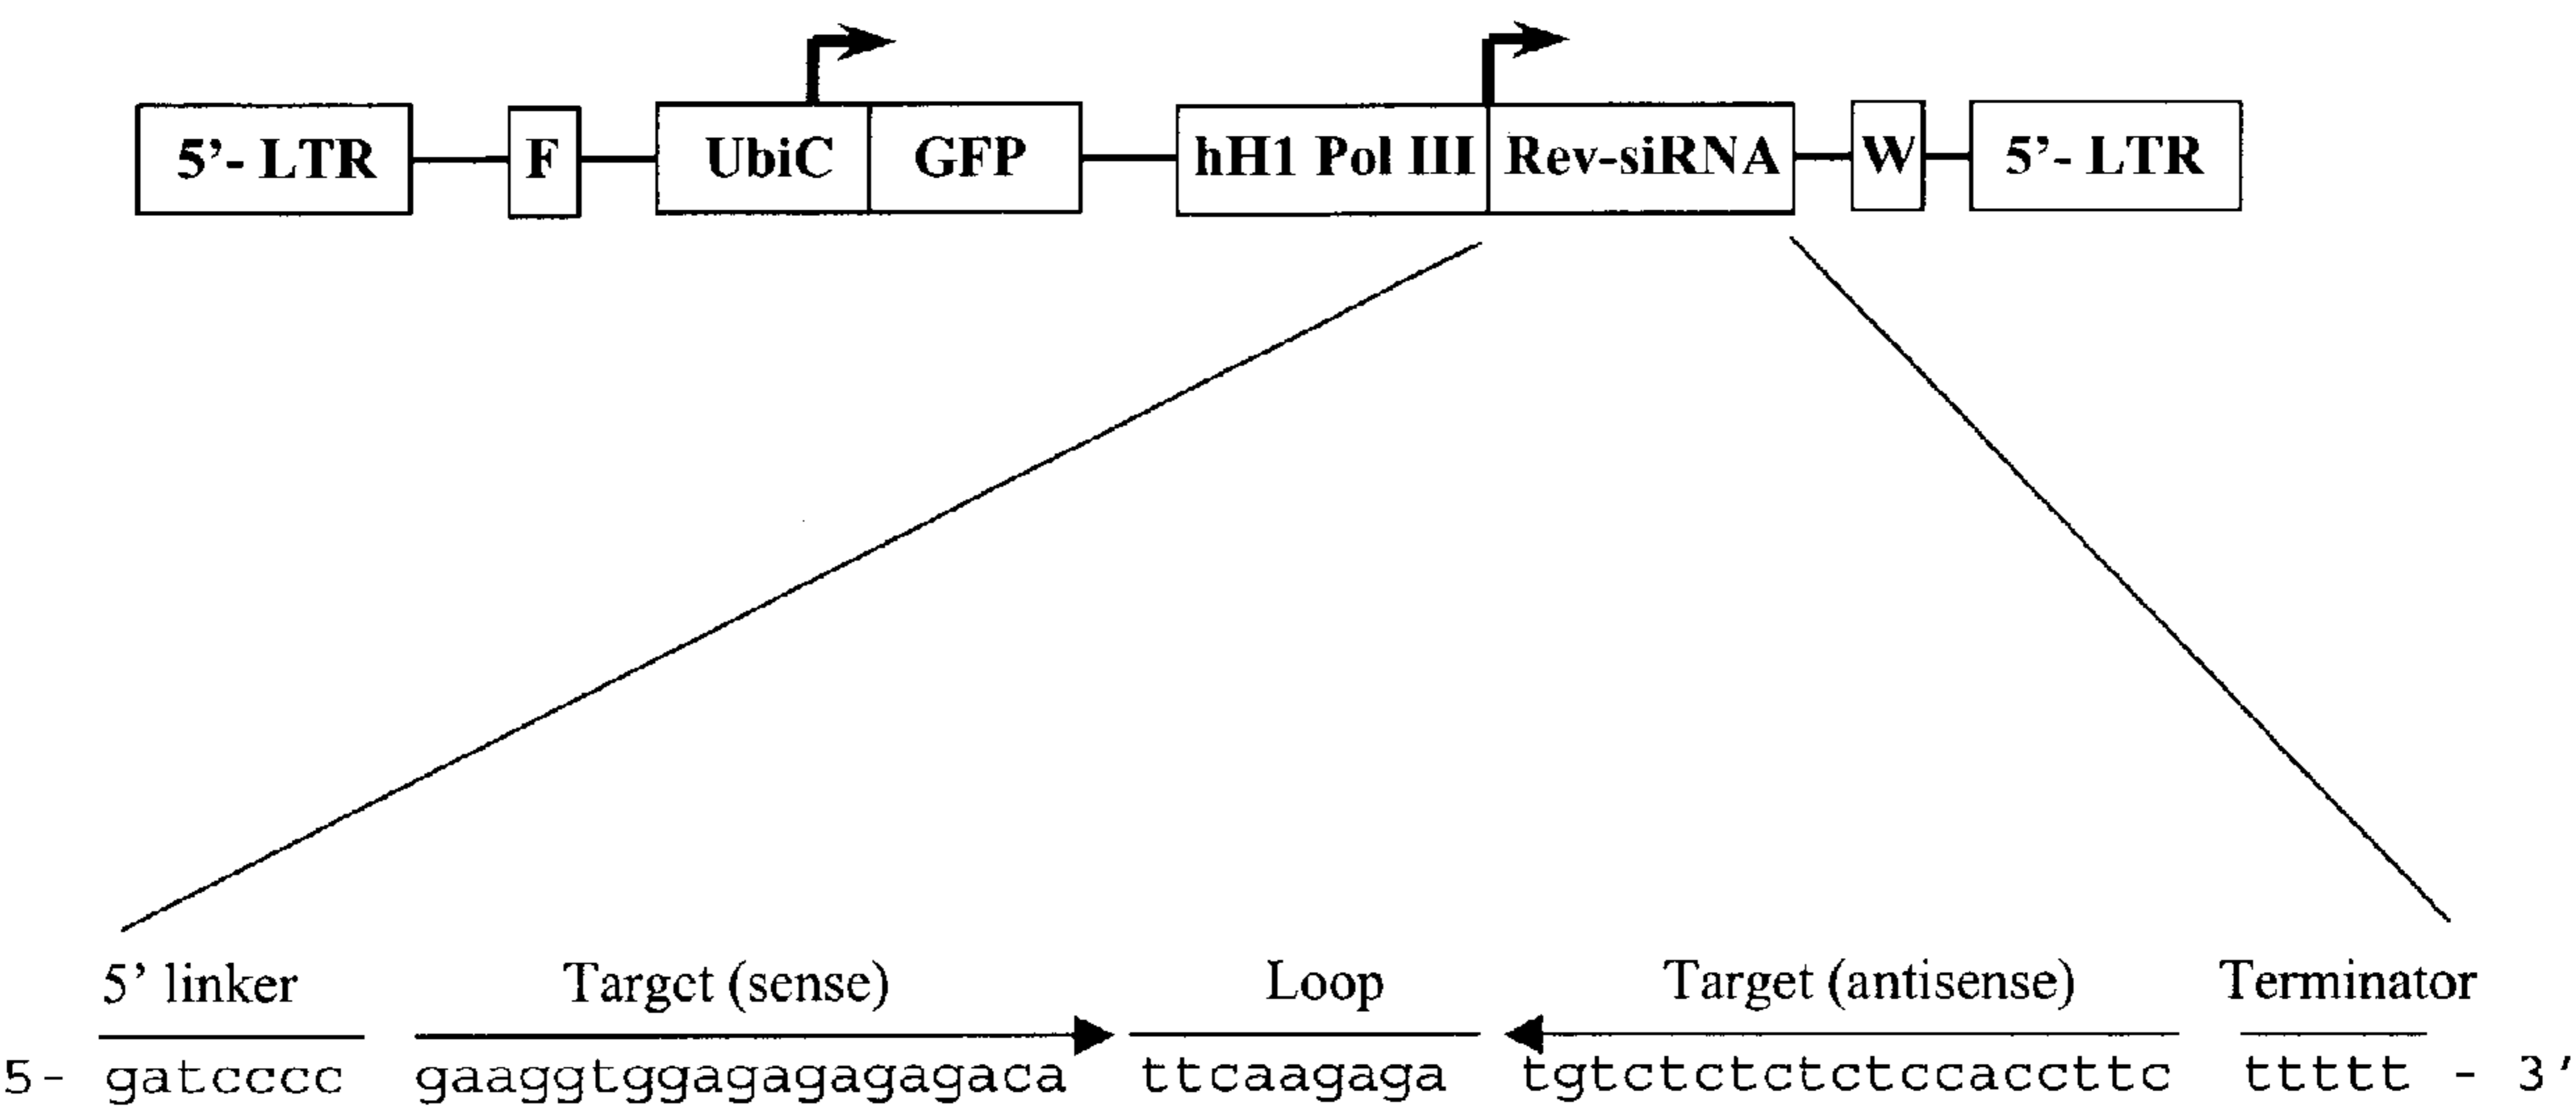 5'- LTR F UbiC GFP hH1 Pol III Rev-siRNA W 5'- LTR
5' linker Target (sense) Loop Target (antisense) Terminator
5- gatcccc gaaggtggagagagagaca ttcaagaga tgtctctctctccaccttc ttttt - 3'